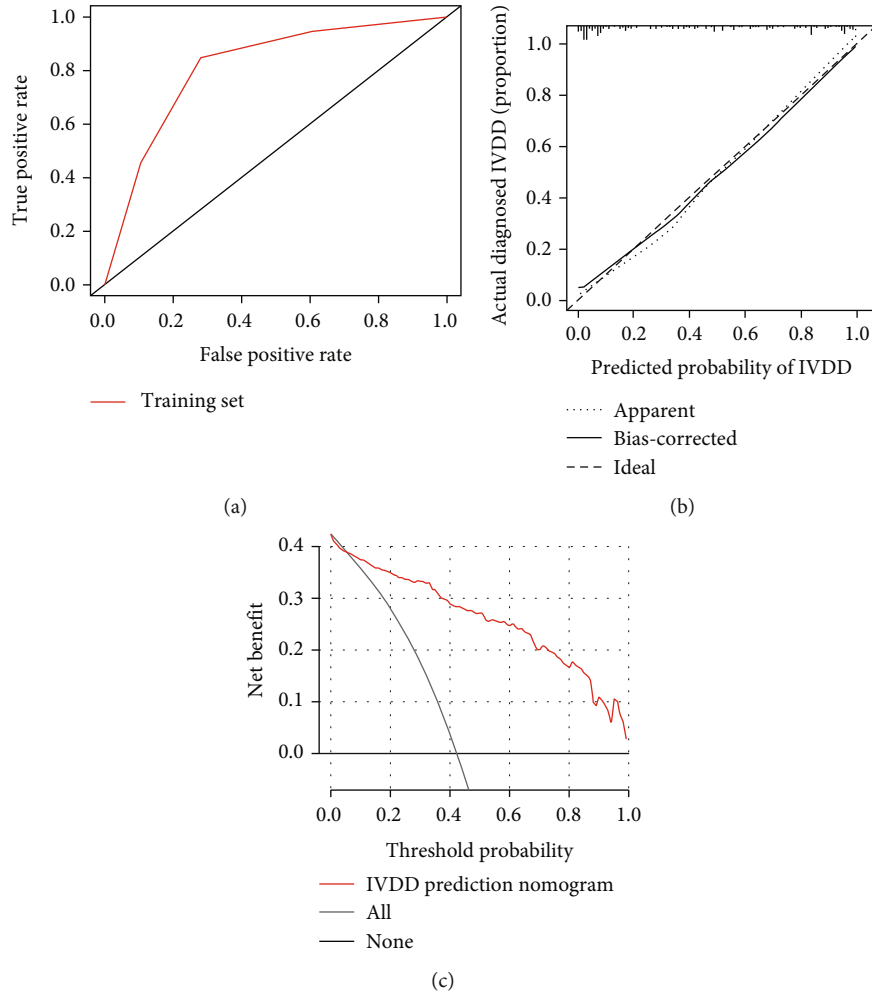 1.0
0.8
0.6
0.4
0.2
0.0
True positive rate
0.0 0.2 0.4 0.6 0.8 1.0
False positive rate
Training set
(a)
1.0
0.8
0.6
0.4
0.2
0.0
Actual diagnosed IVDD (proportion)
0.0 0.2 0.4 0.6 0.8 1.0
Predicted probability of IVDD
Apparent
Bias-corrected
Ideal
(b)
0.4
0.3
0.2
0.1
0.0
Net benefit
0.0 0.2 0.4 0.6 0.8 1.0
Threshold probability
IVDD prediction nomogram
All
None
(c)